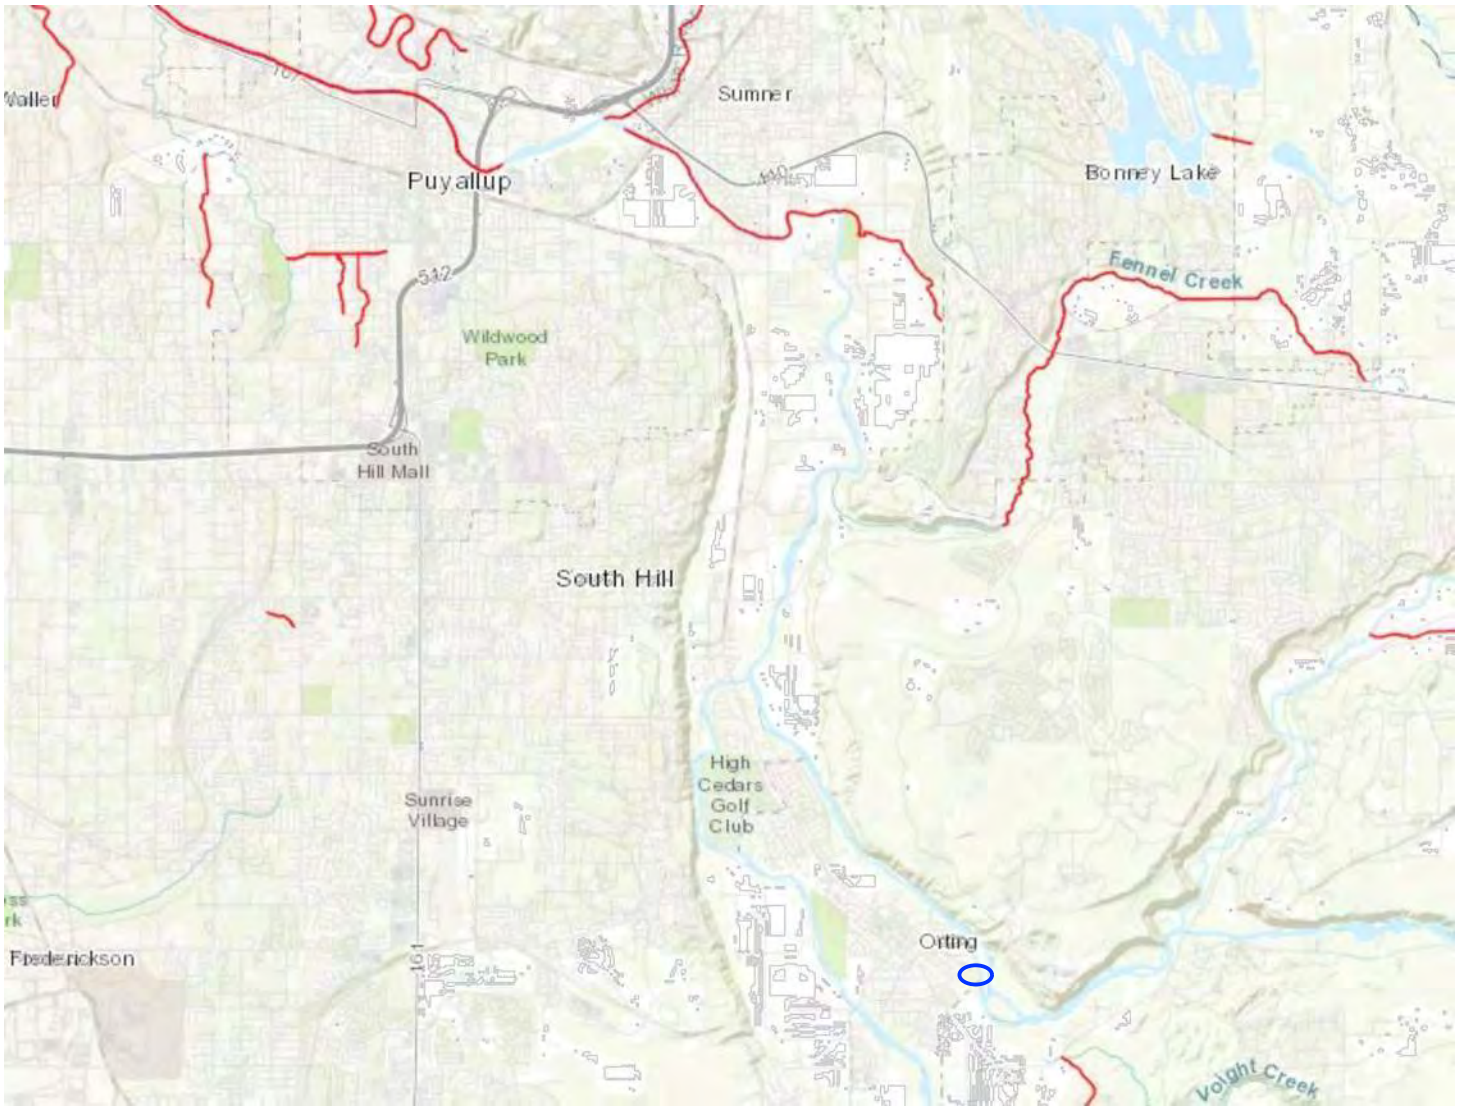 Waller
167
Sumner
Puyallup
410
Bonney Lake
512
Fennel Creek
Wildwood
Park
South
Hill Mall
South Hill
High
Cedars
Golf
Club
Sunrise
Village
Orting
161
Frederickson
Voight Creek